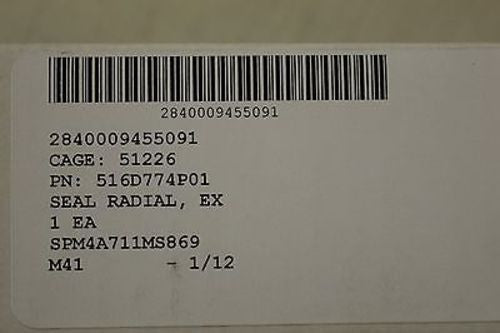 2840009455091
2840009455091
CAGE: 51226
PN: 516D774P01
SEAL RADIAL, EX
1 EA
SPM4A711MS869
M41 - 1/12